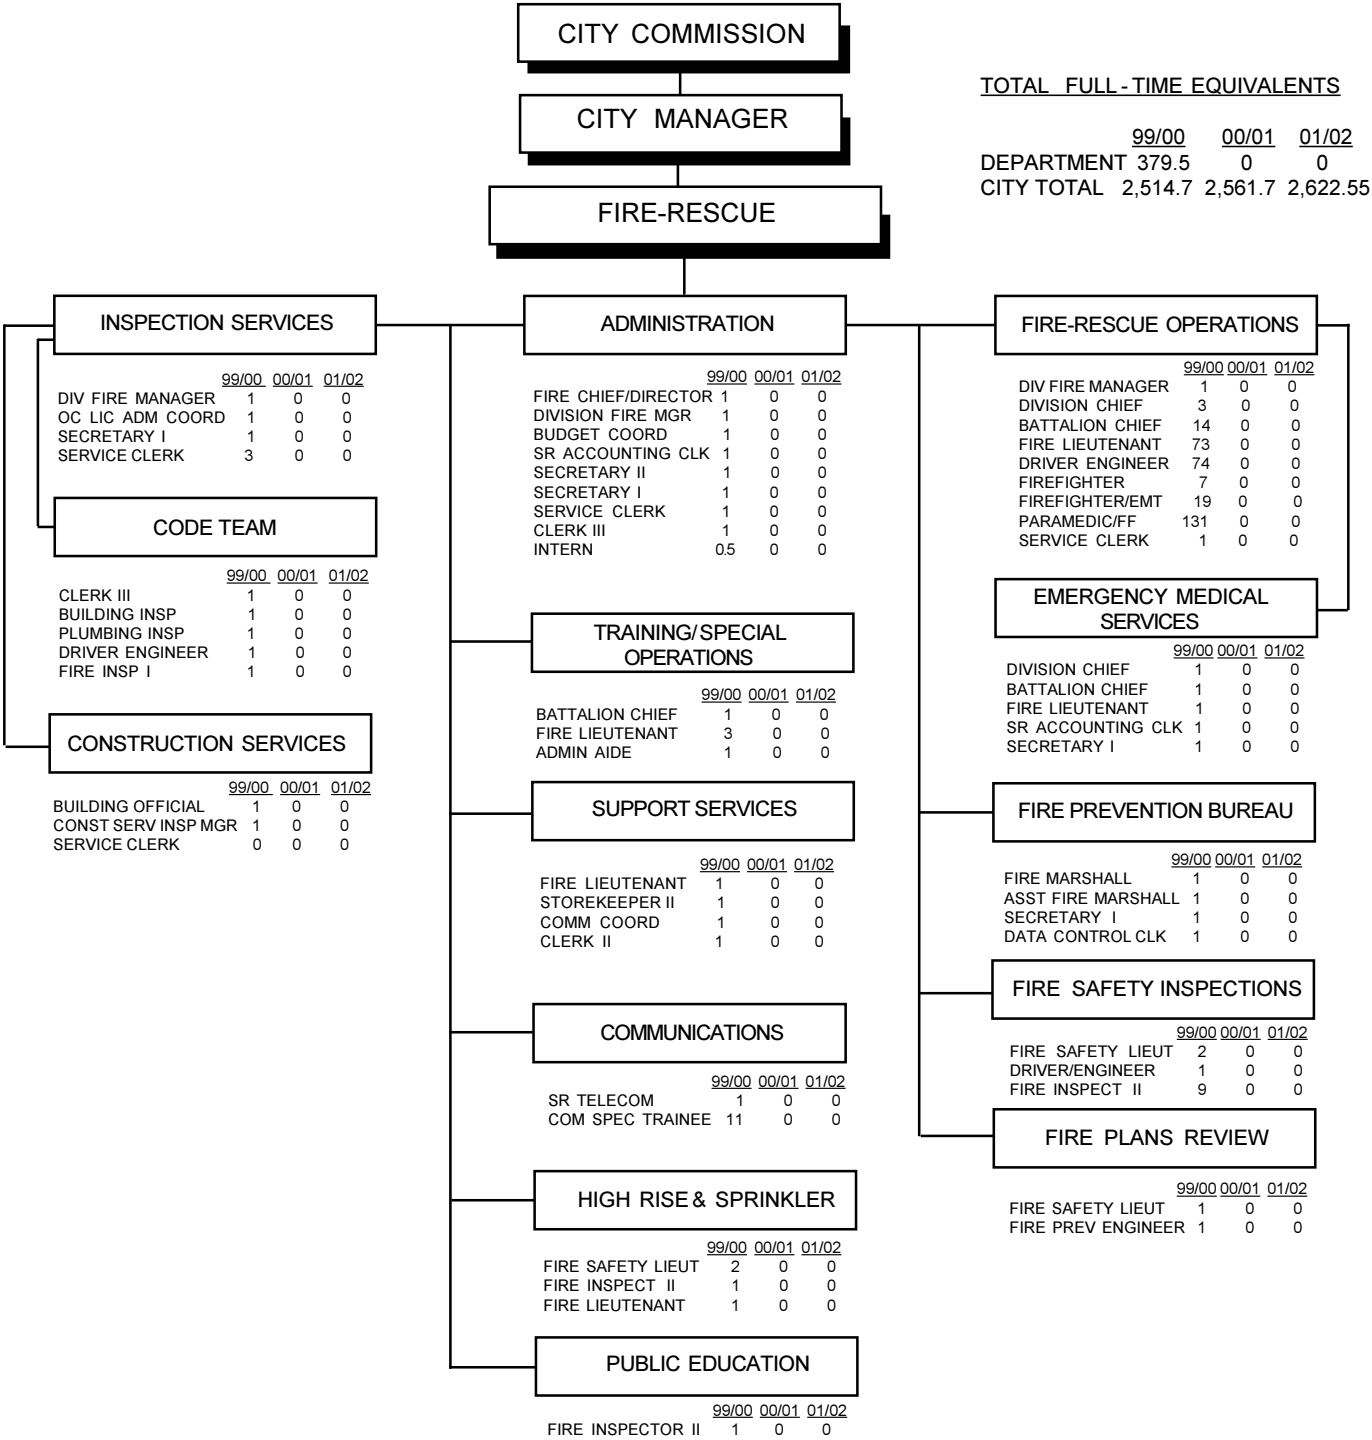 CITY COMMISSION
CITY MANAGER
FIRE-RESCUE
TOTAL FULL - TIME EQUIVALENTS
99/00 00/01 01/02
DEPARTMENT 379.5 0 0
CITY TOTAL 2,514.7 2,561.7 2,622.55
INSPECTION SERVICES
99/00 00/01 01/02
DIV FIRE MANAGER 1 0 0
OC LIC ADM COORD 1 0 0
SECRETARY I 1 0 0
SERVICE CLERK 3 0 0
CODE TEAM
99/00 00/01 01/02
CLERK III 1 0 0
BUILDING INSP 1 0 0
PLUMBING INSP 1 0 0
DRIVER ENGINEER 1 0 0
FIRE INSP I 1 0 0
CONSTRUCTION SERVICES
99/00 00/01 01/02
BUILDING OFFICIAL 1 0 0
CONST SERV INSP MGR 1 0 0
SERVICE CLERK 0 0 0
ADMINISTRATION
99/00 00/01 01/02
FIRE CHIEF/DIRECTOR 1 0 0
DIVISION FIRE MGR 1 0 0
BUDGET COORD 1 0 0
SR ACCOUNTING CLK 1 0 0
SECRETARY II 1 0 0
SECRETARY I 1 0 0
SERVICE CLERK 1 0 0
CLERK III 1 0 0
INTERN 0.5 0 0
TRAINING/SPECIAL
OPERATIONS
99/00 00/01 01/02
BATTALION CHIEF 1 0 0
FIRE LIEUTENANT 3 0 0
ADMIN AIDE 1 0 0
SUPPORT SERVICES
99/00 00/01 01/02
FIRE LIEUTENANT 1 0 0
STOREKEEPER II 1 0 0
COMM COORD 1 0 0
CLERK II 1 0 0
COMMUNICATIONS
99/00 00/01 01/02
SR TELECOM 1 0 0
COM SPEC TRAINEE 11 0 0
HIGH RISE & SPRINKLER
99/00 00/01 01/02
FIRE SAFETY LIEUT 2 0 0
FIRE INSPECT II 1 0 0
FIRE LIEUTENANT 1 0 0
PUBLIC EDUCATION
99/00 00/01 01/02
FIRE INSPECTOR II 1 0 0
FIRE-RESCUE OPERATIONS
99/00 00/01 01/02
DIV FIRE MANAGER 1 0 0
DIVISION CHIEF 3 0 0
BATTALION CHIEF 14 0 0
FIRE LIEUTENANT 73 0 0
DRIVER ENGINEER 74 0 0
FIREFIGHTER 7 0 0
FIREFIGHTER/EMT 19 0 0
PARAMEDIC/FF 131 0 0
SERVICE CLERK 1 0 0
EMERGENCY MEDICAL
SERVICES
99/00 00/01 01/02
DIVISION CHIEF 1 0 0
BATTALION CHIEF 1 0 0
FIRE LIEUTENANT 1 0 0
SR ACCOUNTING CLK 1 0 0
SECRETARY I 1 0 0
FIRE PREVENTION BUREAU
99/00 00/01 01/02
FIRE MARSHALL 1 0 0
ASST FIRE MARSHALL 1 0 0
SECRETARY I 1 0 0
DATA CONTROL CLK 1 0 0
FIRE SAFETY INSPECTIONS
99/00 00/01 01/02
FIRE SAFETY LIEUT 2 0 0
DRIVER/ENGINEER 1 0 0
FIRE INSPECT II 9 0 0
FIRE PLANS REVIEW
99/00 00/01 01/02
FIRE SAFETY LIEUT 1 0 0
FIRE PREV ENGINEER 1 0 0